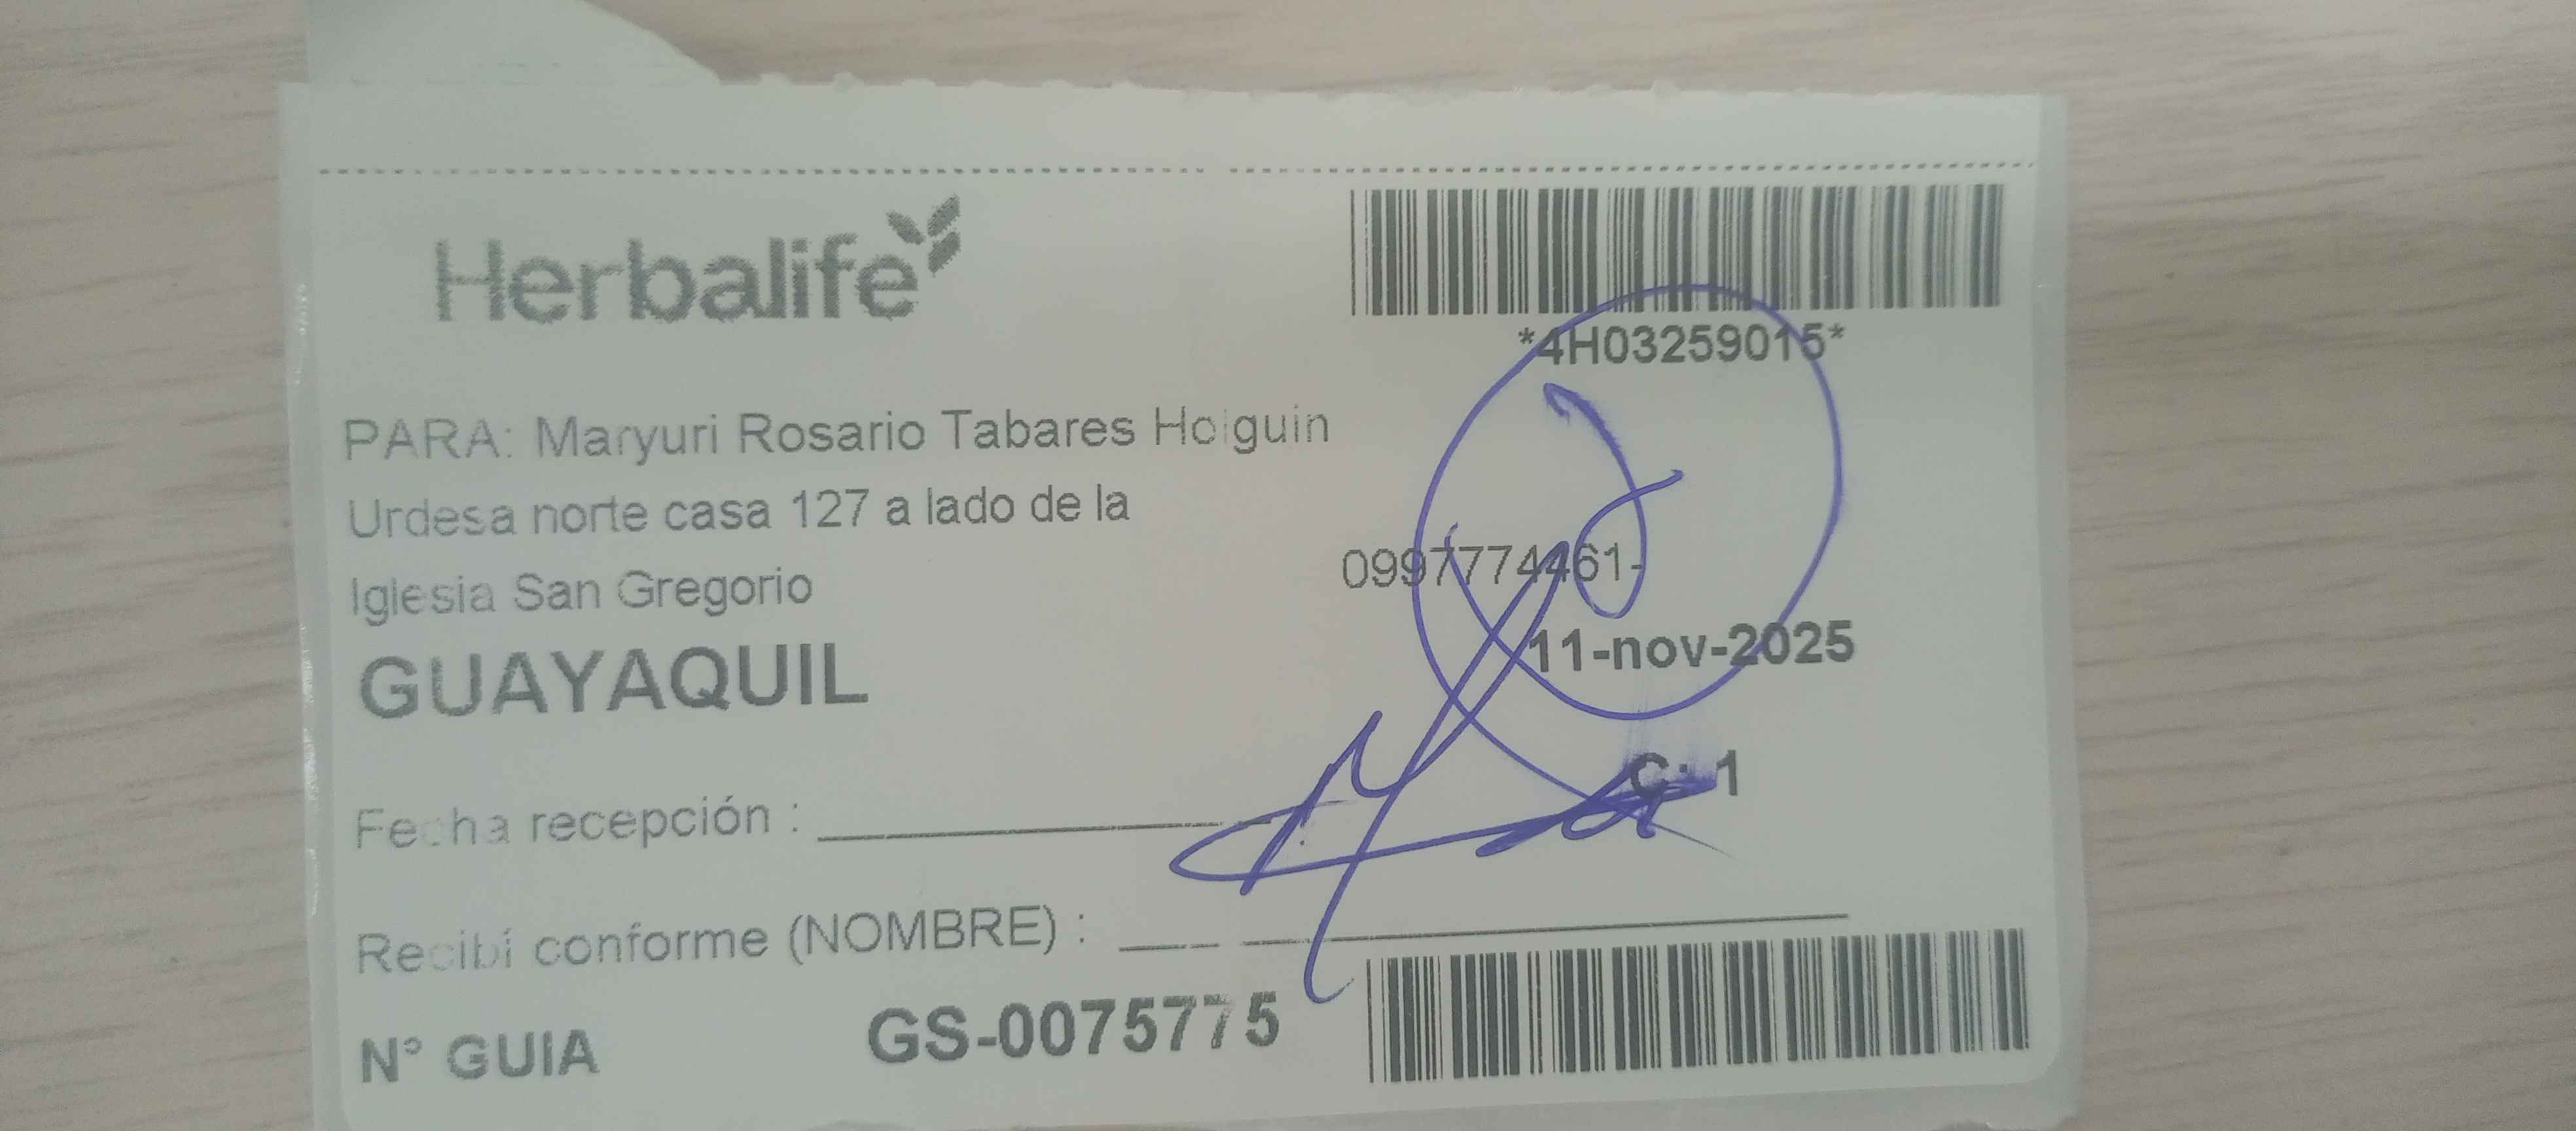 Herbalife
*4H03259015*
PARA: Maryuri Rosario Tabares Holguin
Urdesa norte casa 127 a lado de la
Iglesia San Gregorio
0997774461-
GUAYAQUIL
11-nov-2025
C: 1
Fecha recepción :
Recibí conforme (NOMBRE) :
N° GUIA GS-0075775